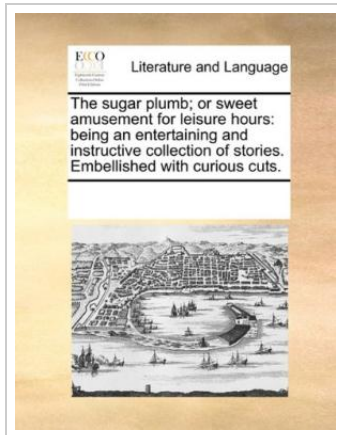 ECCO
Literature and Language
The sugar plumb; or sweet
amusement for leisure hours:
being an entertaining and
instructive collection of stories.
Embellished with curious cuts.